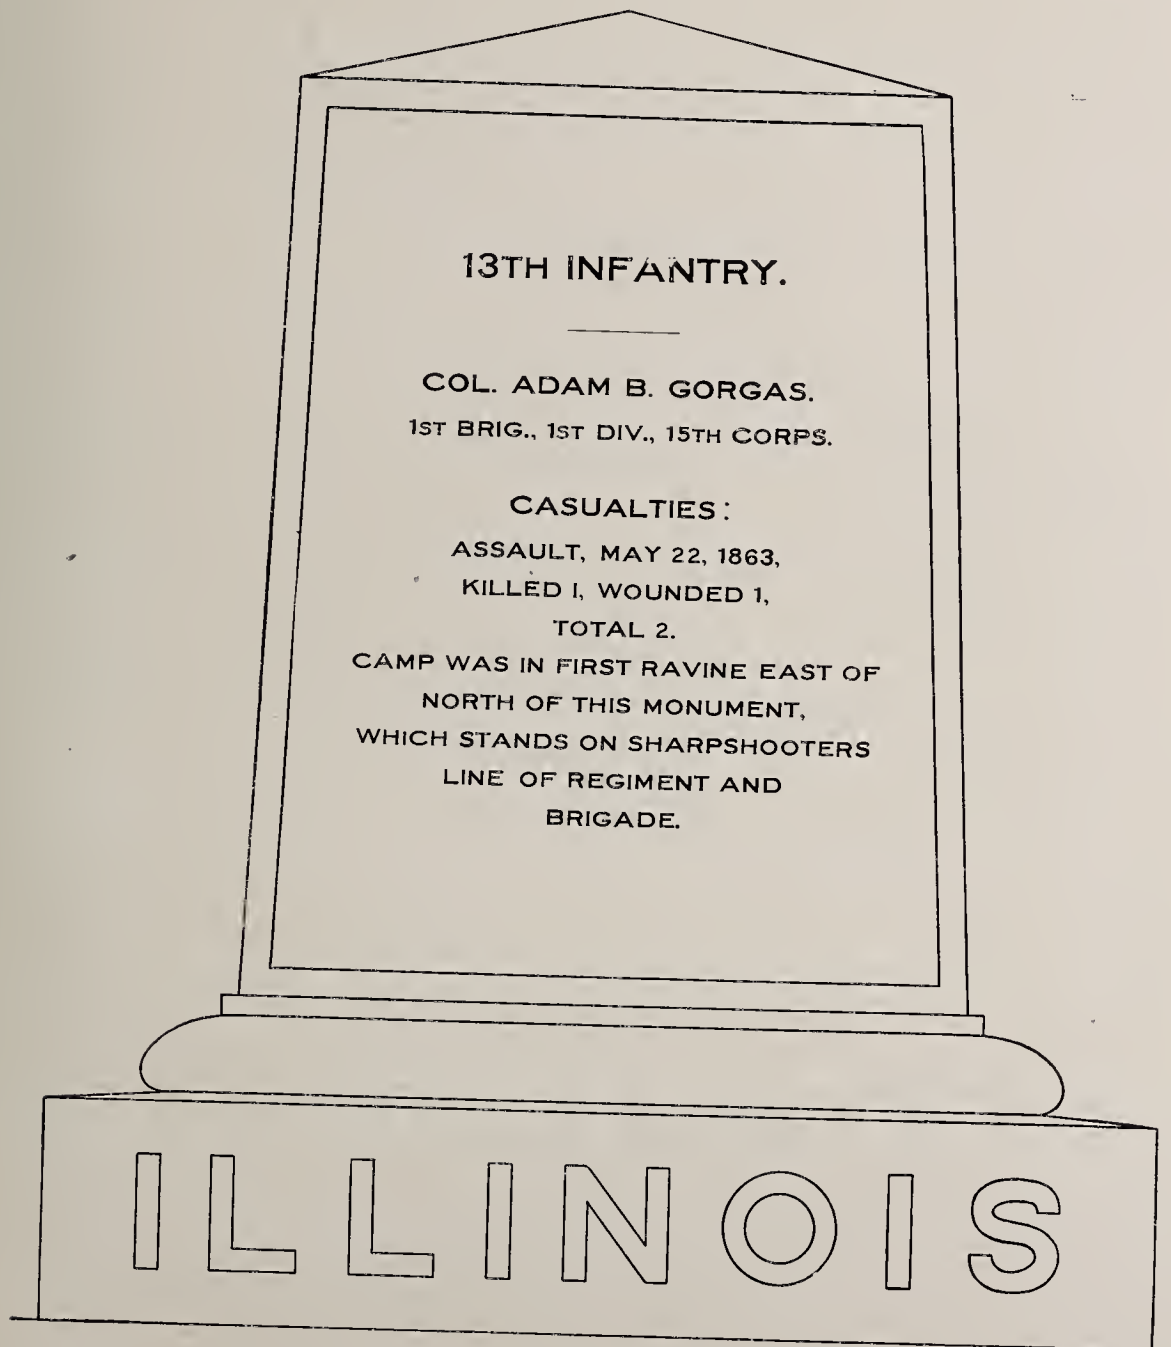 13TH INFANTRY.
COL. ADAM B. GORGAS.
1ST BRIG., 1ST DIV., 15TH CORPS.
CASUALTIES:
ASSAULT, MAY 22, 1863,
KILLED 1, WOUNDED 1,
TOTAL 2.
CAMP WAS IN FIRST RAVINE EAST OF
NORTH OF THIS MONUMENT,
WHICH STANDS ON SHARPSHOOTERS
LINE OF REGIMENT AND
BRIGADE.
ILLINOIS